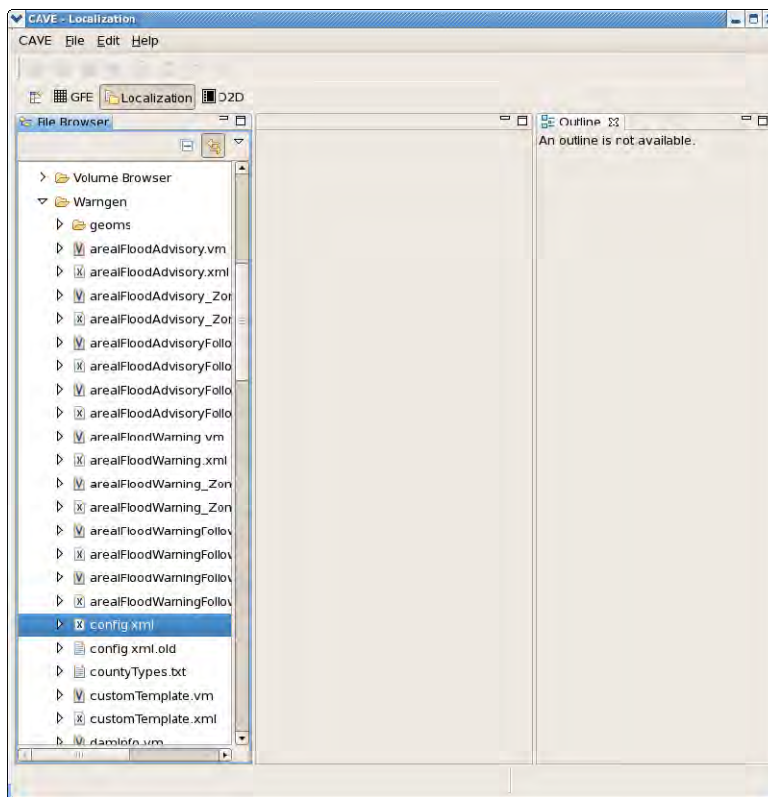 CAVE - Localization
CAVE File Edit Help
GFE Localization D2D
File Browser
Outline
An outline is not available.
Volume Browser
Warngen
geoms
arealFloodAdvisory.vm
arealFloodAdvisory.xml
arealFloodAdvisory_Zor
arealFloodAdvisory_Zor
arealFloodAdvisoryFollo
arealFloodAdvisoryFollo
arealFloodAdvisoryFollo
arealFloodAdvisoryFollo
arealFloodWarning.vm
arealFloodWarning.xml
arealFloodWarning_Zon
arealFloodWarning_Zon
arealFloodWarningFollov
arealFloodWarningFollov
arealFloodWarningFollov
arealFloodWarningFollov
config.xml
config.xml.old
countyTypes.txt
customTemplate.vm
customTemplate.xml
damInfo.vm